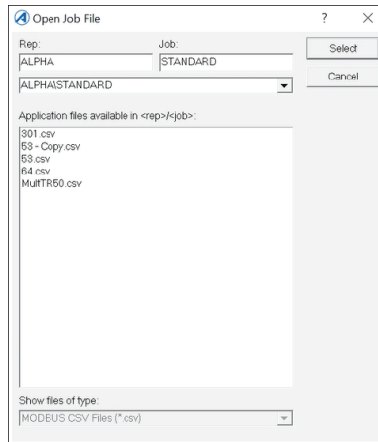 Open Job File
Rep: Job:
Select
ALPHA STANDARD
Cancel
ALPHA\STANDARD
Application files available in <rep>/<job>:
301.csv
53 - Copy.csv
53.csv
64.csv
MultTR50.csv
Show files of type:
MODEUS CSV Files (*.csv)